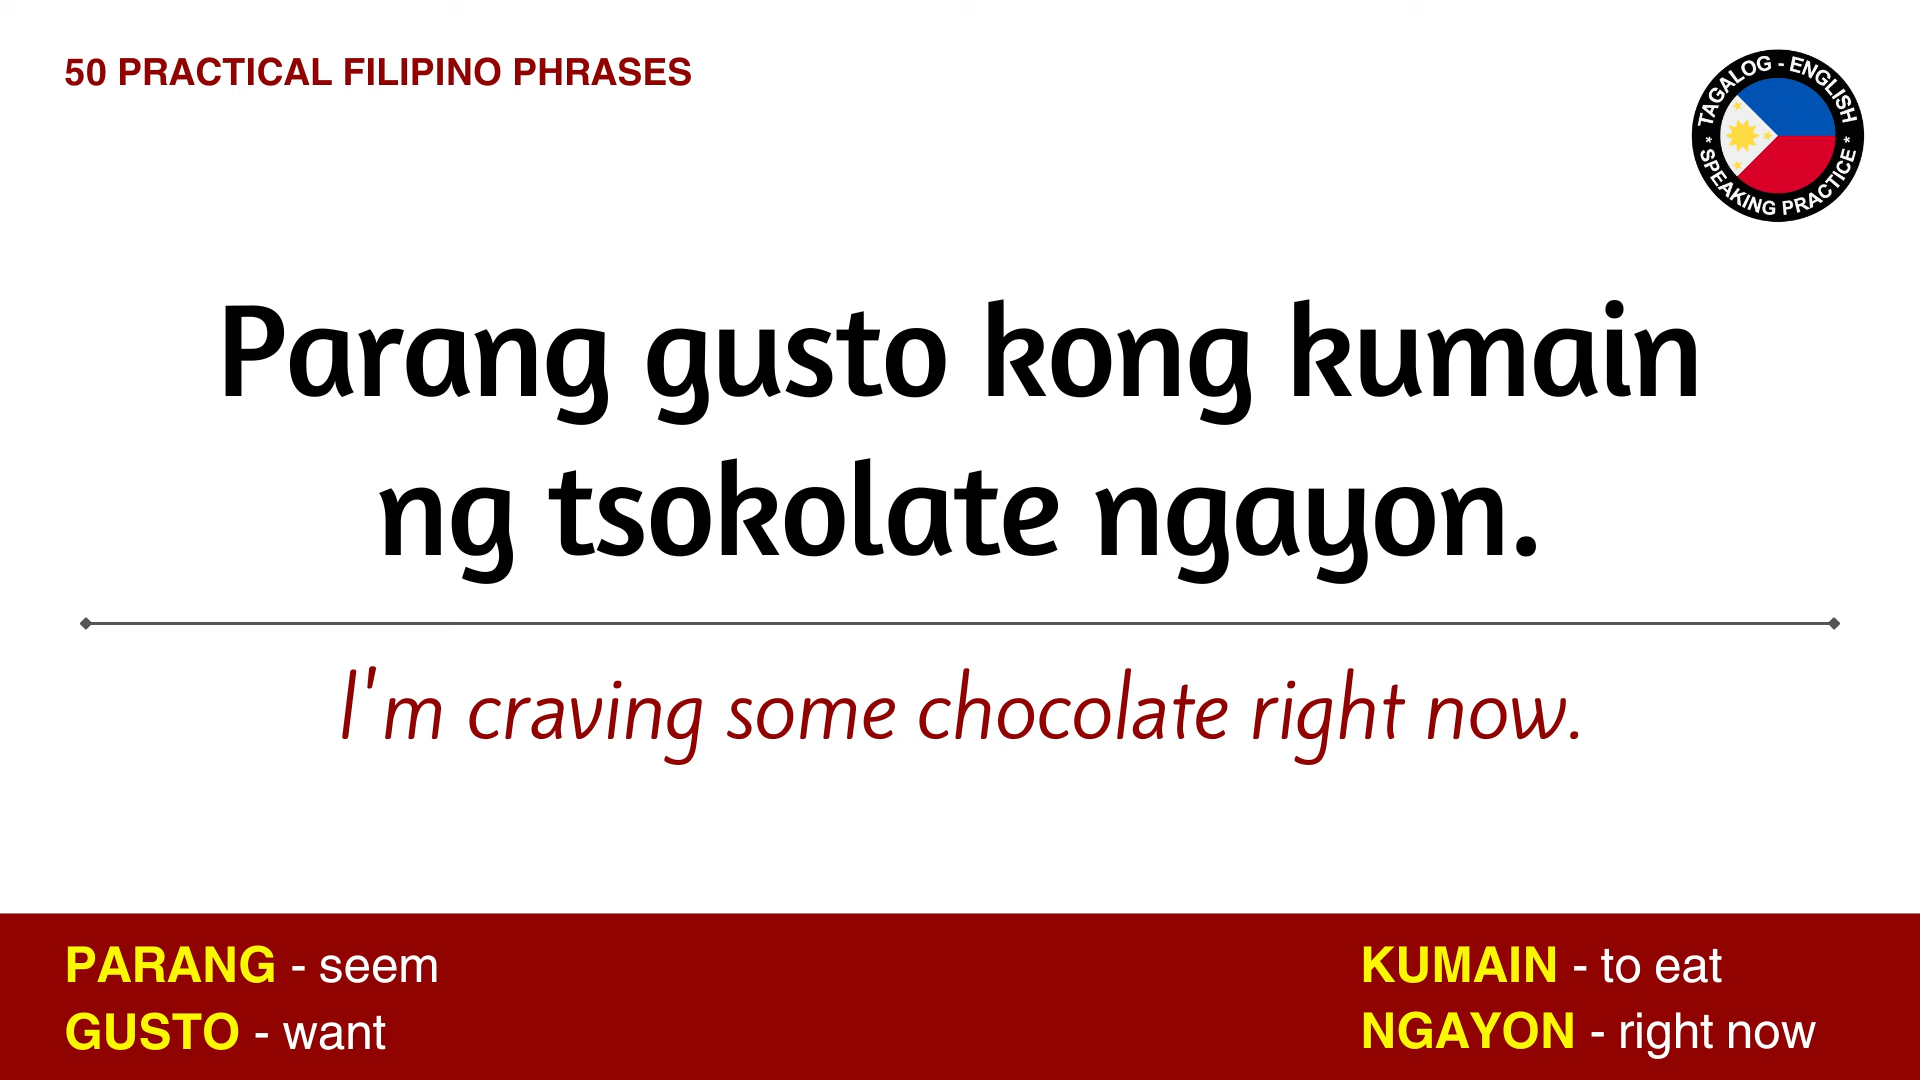 50 PRACTICAL FILIPINO PHRASES
TAGALOG - ENGLISH
* SPEAKING PRACTICE *
Parang gusto kong kumain
ng tsokolate ngayon.
I'm craving some chocolate right now.
PARANG - seem
GUSTO - want
KUMAIN - to eat
NGAYON - right now